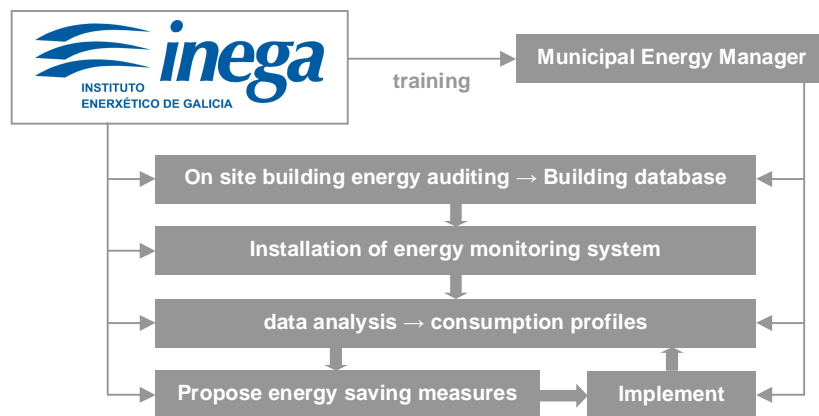 inega
INSTITUTO
ENERXÉTICO DE GALICIA
training
Municipal Energy Manager
On site building energy auditing → Building database
Installation of energy monitoring system
data analysis → consumption profiles
Propose energy saving measures
Implement